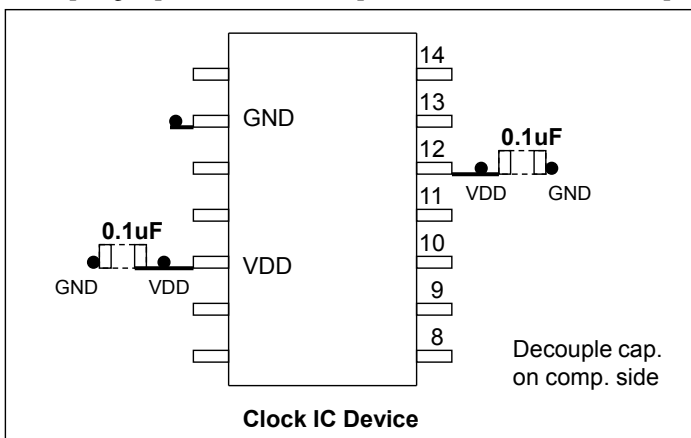 14
GND
13
0.1uF
12
VDD
GND
11
0.1uF
VDD
10
GND
VDD
9
8
Decouple cap.
on comp. side
Clock IC Device